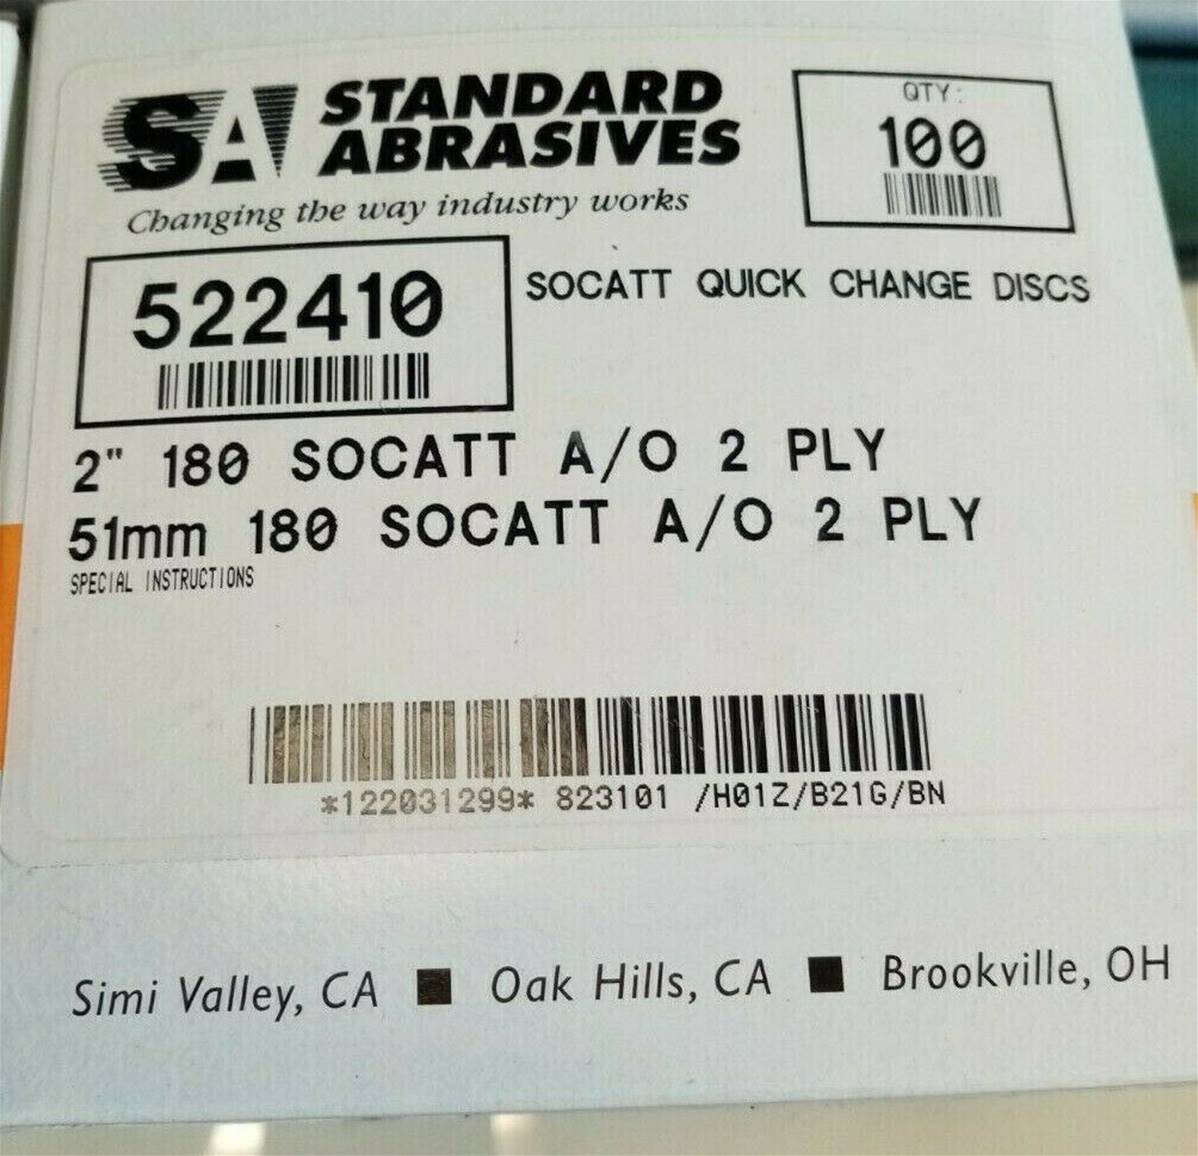 SA STANDARD
ABRASIVES
Changing the way industry works
QTY:
100
522410
SOCATT QUICK CHANGE DISCS
2" 180 SOCATT A/O 2 PLY
51mm 180 SOCATT A/O 2 PLY
SPECIAL INSTRUCTIONS
*122031299* 823101 /H01Z/B21G/BN
Simi Valley, CA ■ Oak Hills, CA ■ Brookville, OH